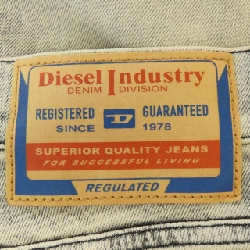 Diesel Industry
DENIM DIVISION
REGISTERED D GUARANTEED
SINCE 1978
SUPERIOR QUALITY JEANS
FOR SUCCESSFUL LIVING
REGULATED